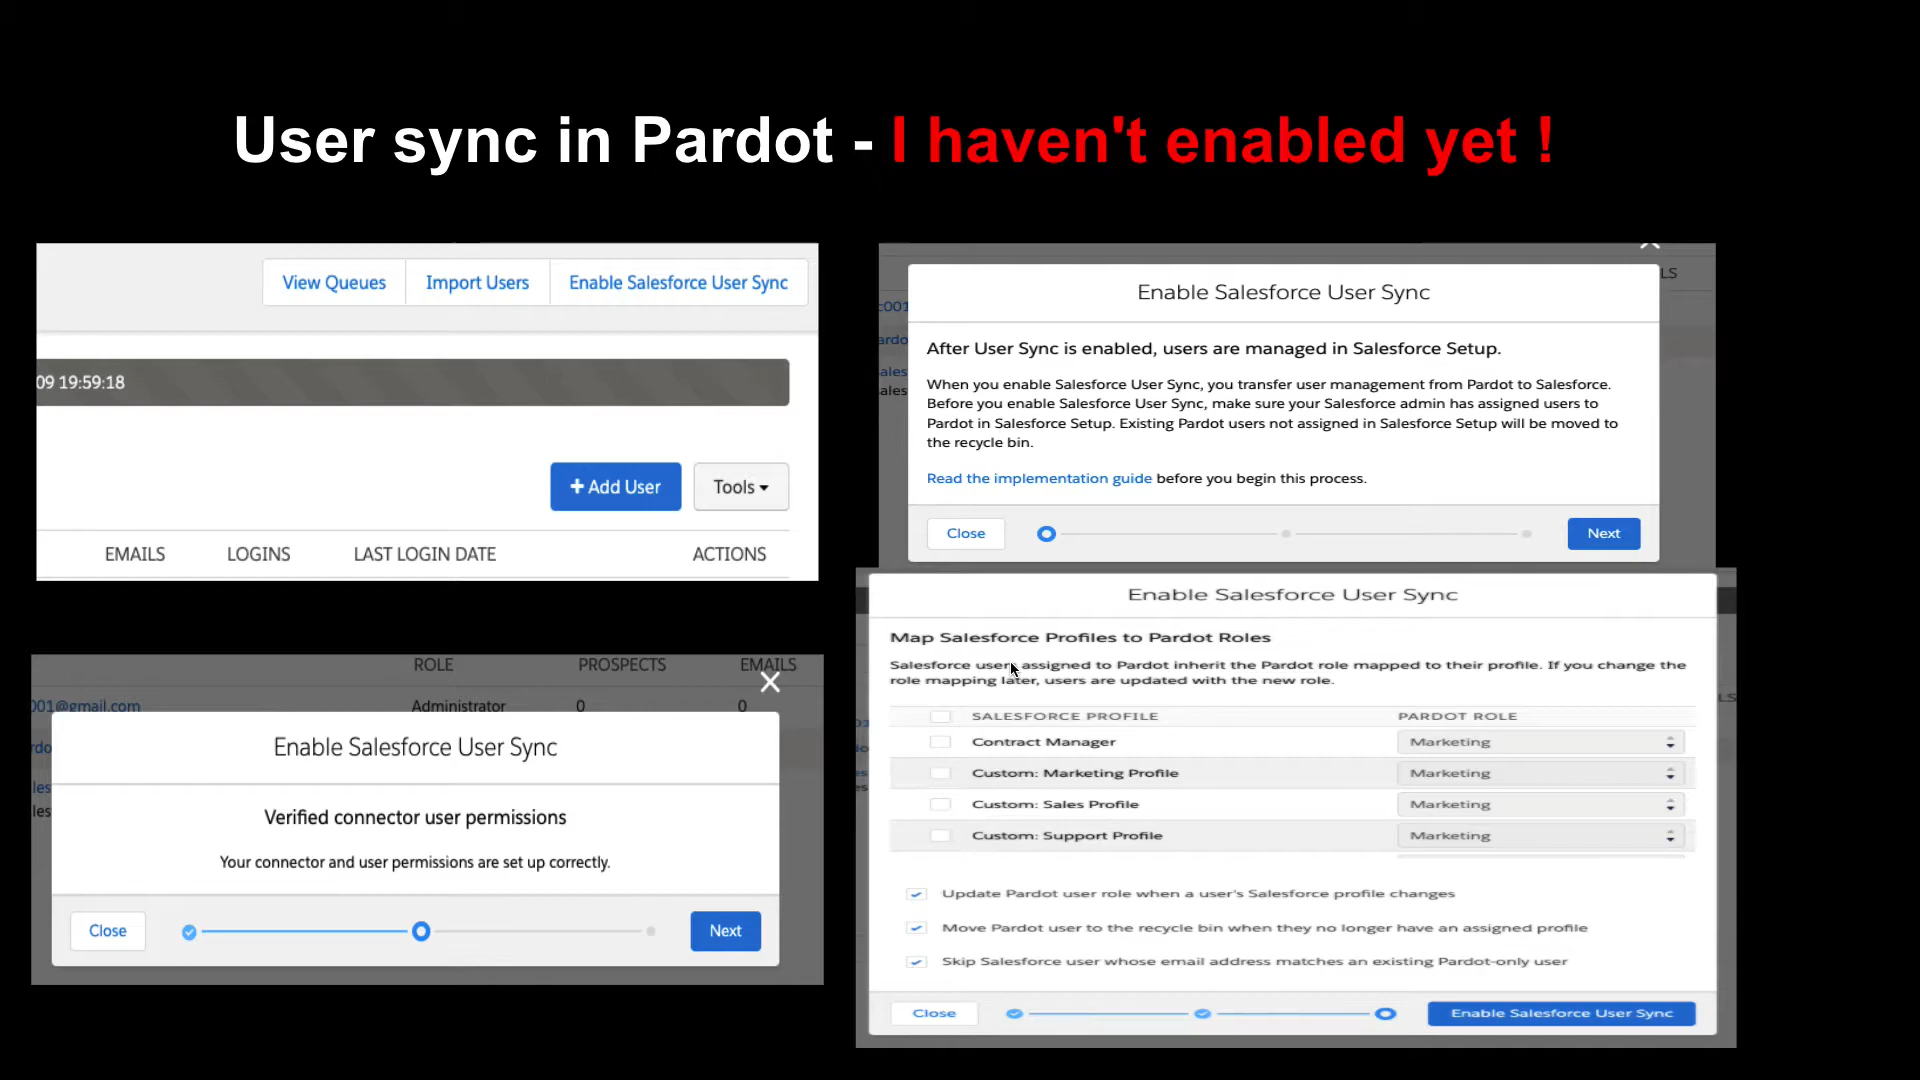 User sync in Pardot - I haven't enabled yet !
View Queues Import Users Enable Salesforce User Sync
09 19:59:18
+ Add User Tools
EMAILS LOGINS LAST LOGIN DATE ACTIONS
LS
c001
ardo
sales
sales
Enable Salesforce User Sync
After User Sync is enabled, users are managed in Salesforce Setup.
When you enable Salesforce User Sync, you transfer user management from Pardot to Salesforce.
Before you enable Salesforce User Sync, make sure your Salesforce admin has assigned users to
Pardot in Salesforce Setup. Existing Pardot users not assigned in Salesforce Setup will be moved to
the recycle bin.
Read the implementation guide before you begin this process.
Close Next
ROLE PROSPECTS EMAILS
001@gmail.com Administrator 0 0
Enable Salesforce User Sync
Verified connector user permissions
Your connector and user permissions are set up correctly.
Close Next
Enable Salesforce User Sync
Map Salesforce Profiles to Pardot Roles
Salesforce users assigned to Pardot inherit the Pardot role mapped to their profile. If you change the
role mapping later, users are updated with the new role.
SALESFORCE PROFILE PARDOT ROLE
Contract Manager Marketing
Custom: Marketing Profile Marketing
Custom: Sales Profile Marketing
Custom: Support Profile Marketing
Update Pardot user role when a user's Salesforce profile changes
Move Pardot user to the recycle bin when they no longer have an assigned profile
Skip Salesforce user whose email address matches an existing Pardot-only user
Close Enable Salesforce User Sync